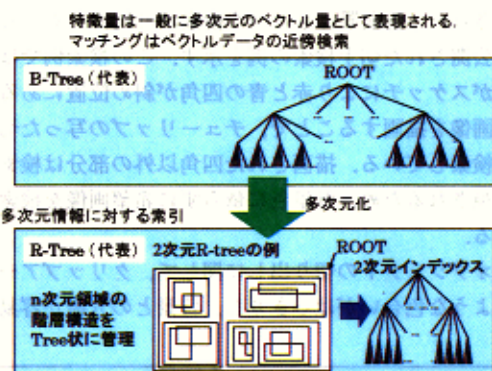 特徴量は一般に多次元のベクトル量として表現される.
マッチングはベクトルデータの近傍検索
B-Tree（代表）
ROOT
多次元化
多次元情報に対する索引
R-Tree（代表）
2次元R-treeの例
ROOT
2次元インデックス
n次元領域の
階層構造を
Tree状に管理